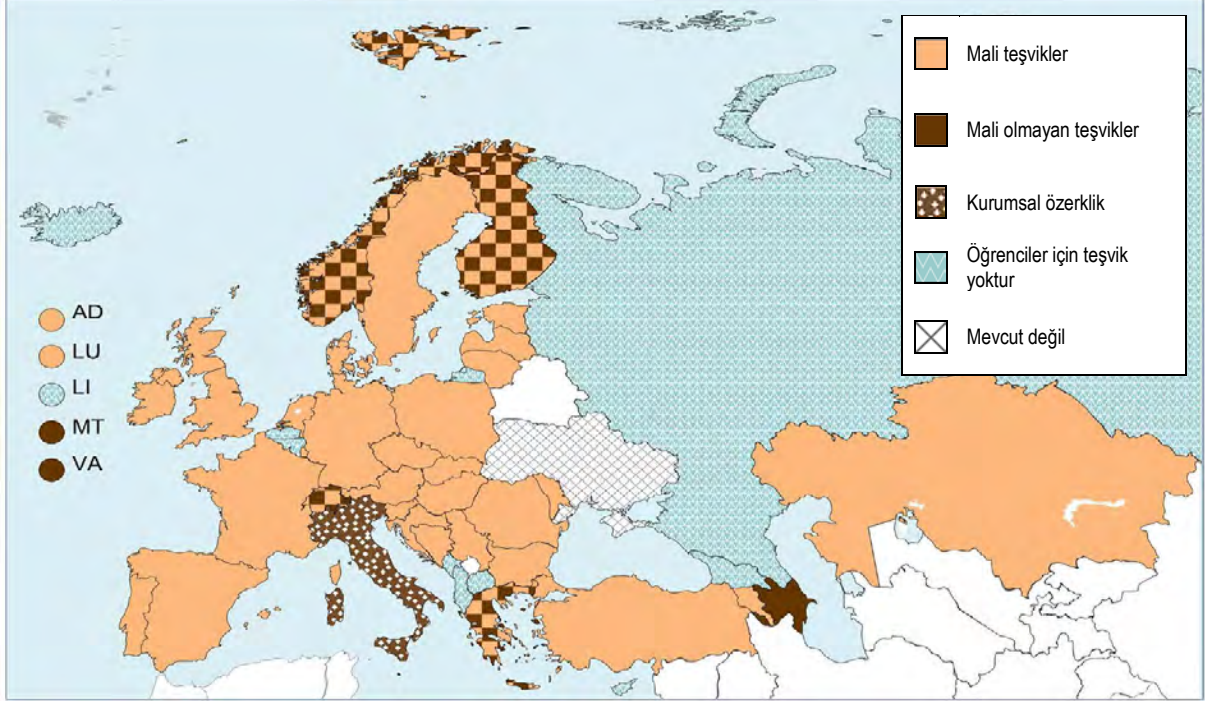 Mali teşvikler
Mali olmayan teşvikler
Kurumsal özerklik
Öğrenciler için teşvik
yoktur
Mevcut değil
AD
LU
LI
MT
VA